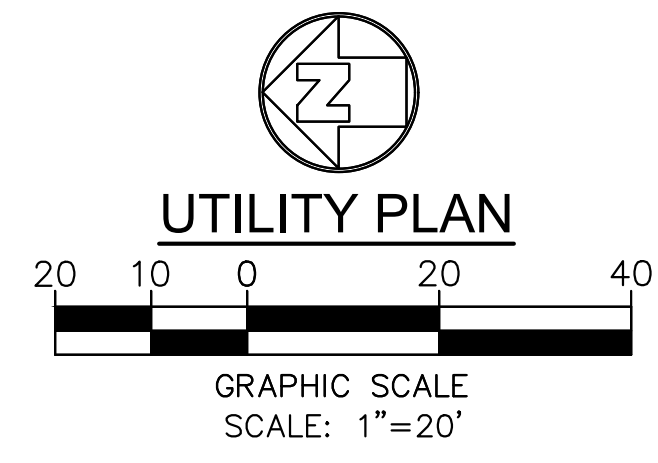 N
UTILITY PLAN
20 10 0 20 40
GRAPHIC SCALE
SCALE: 1"=20'